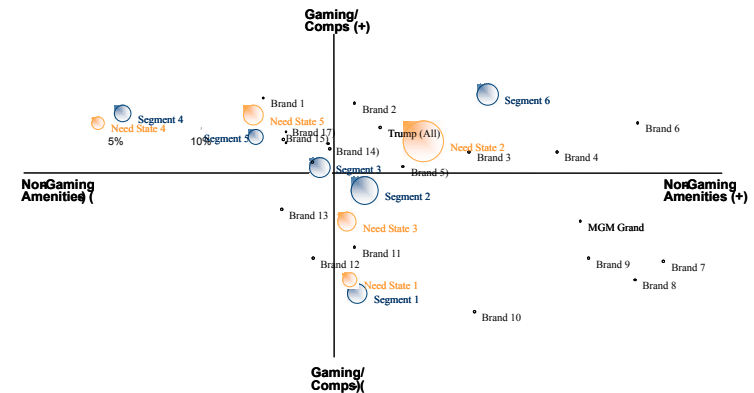 Gaming/
Comps (+)
Segment 6
Brand 1
Brand 2
Segment 4
Need State 4
Need State 5
Brand 6
5%
10%
Segment 5
Brand 17)
Brand 15)
Trump (All)
Brand 14)
Need State 2
Brand 3
Brand 4
Segment 3
Brand 5)
Non-Gaming
Amenities (-)
Non-Gaming
Amenities (+)
Segment 2
Brand 13
Need State 3
MGM Grand
Brand 11
Brand 12
Brand 9
Brand 7
Need State 1
Brand 8
Segment 1
Brand 10
Gaming/
Comps (-)